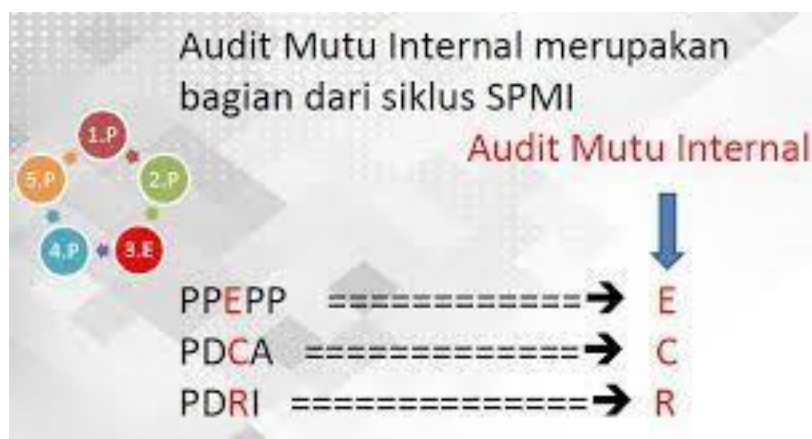 Audit Mutu Internal merupakan
bagian dari siklus SPMI
Audit Mutu Internal
1.P
5.P
2.P
4.P
3.E
PPEPP ============➔ E
PDCA =============➔ C
PDRI ==============➔ R